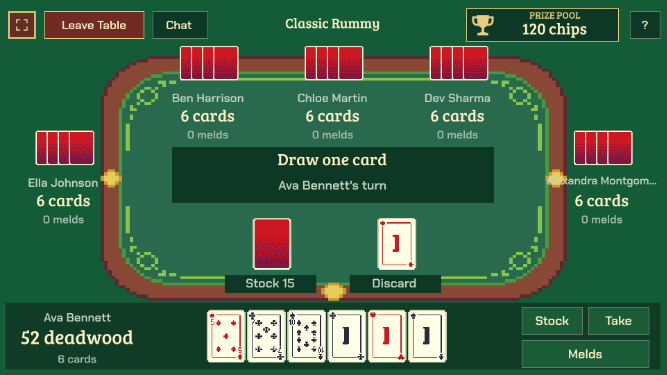 Leave Table
Chat
Classic Rummy
PRIZE POOL
120 chips
?
Ben Harrison
6 cards
0 melds
Chloe Martin
6 cards
0 melds
Dev Sharma
6 cards
0 melds
Ella Johnson
6 cards
0 melds
6 cards
0 melds
Draw one card
Ava Bennett's turn
J
Stock 15
Discard
Ava Bennett
52 deadwood
6 cards
J
J
J
Stock
Take
Melds